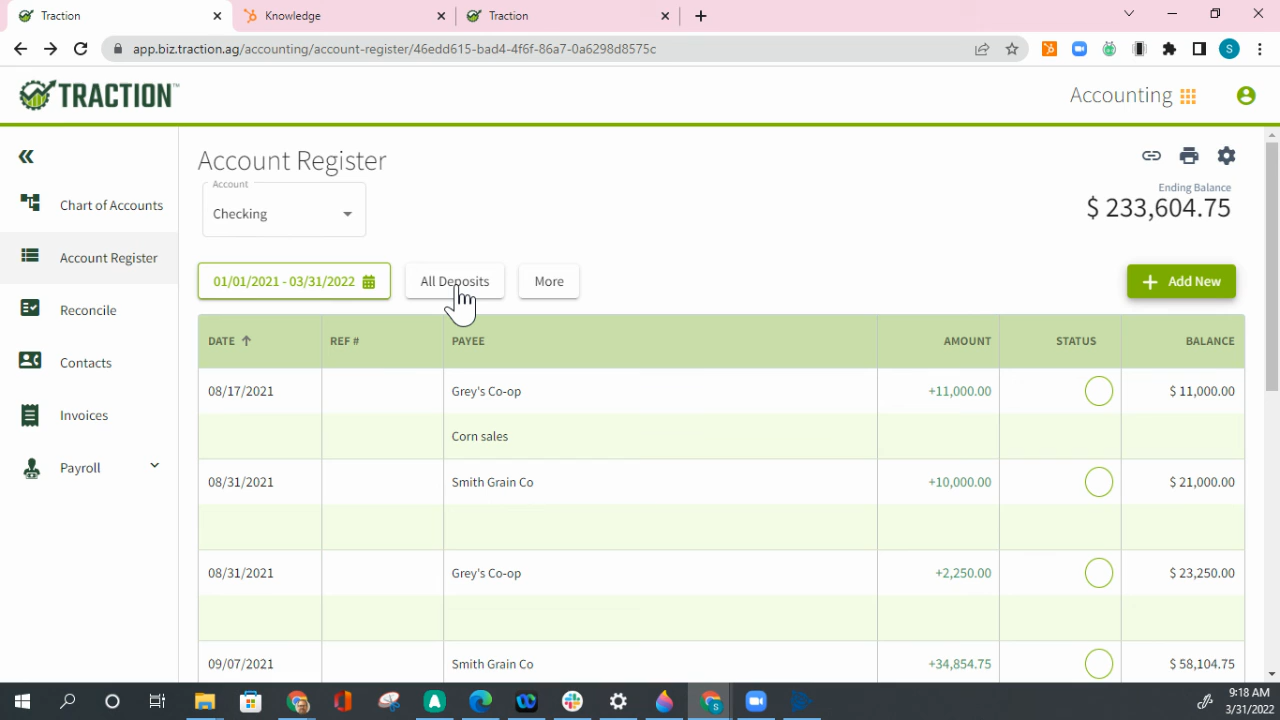 Traction
Knowledge
Traction
app.biz.traction.ag/accounting/account-register/46edd615-bad4-4f6f-86a7-0a6298d8575c
S
TRACTION™
Accounting
Account Register
Account
Checking
Ending Balance
$ 233,604.75
Chart of Accounts
Account Register
Reconcile
Contacts
Invoices
Payroll
01/01/2021 - 03/31/2022
All Deposits
More
+ Add New
DATE REF # PAYEE AMOUNT STATUS BALANCE
08/17/2021 Grey's Co-op +11,000.00 $ 11,000.00
Corn sales
08/31/2021 Smith Grain Co +10,000.00 $ 21,000.00
08/31/2021 Grey's Co-op +2,250.00 $ 23,250.00
09/07/2021 Smith Grain Co +34,854.75 $ 58,104.75
9:18 AM
3/31/2022